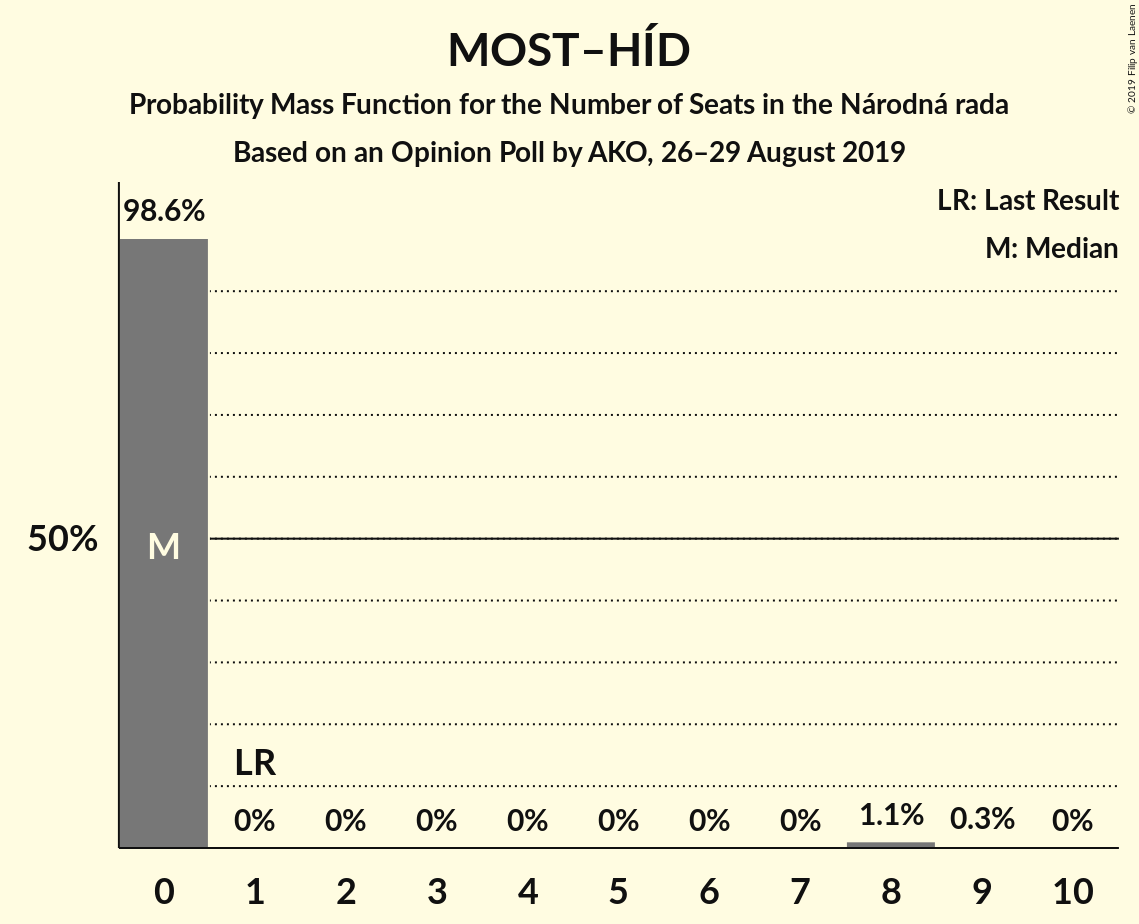 MOST–HÍD
Probability Mass Function for the Number of Seats in the Národná rada
Based on an Opinion Poll by AKO, 26–29 August 2019
© 2019 Filip van Laenen
LR: Last Result
M: Median
98.6%
50%
M
LR
0% 0% 0% 0% 0% 0% 0% 1.1% 0.3% 0%
0 1 2 3 4 5 6 7 8 9 10